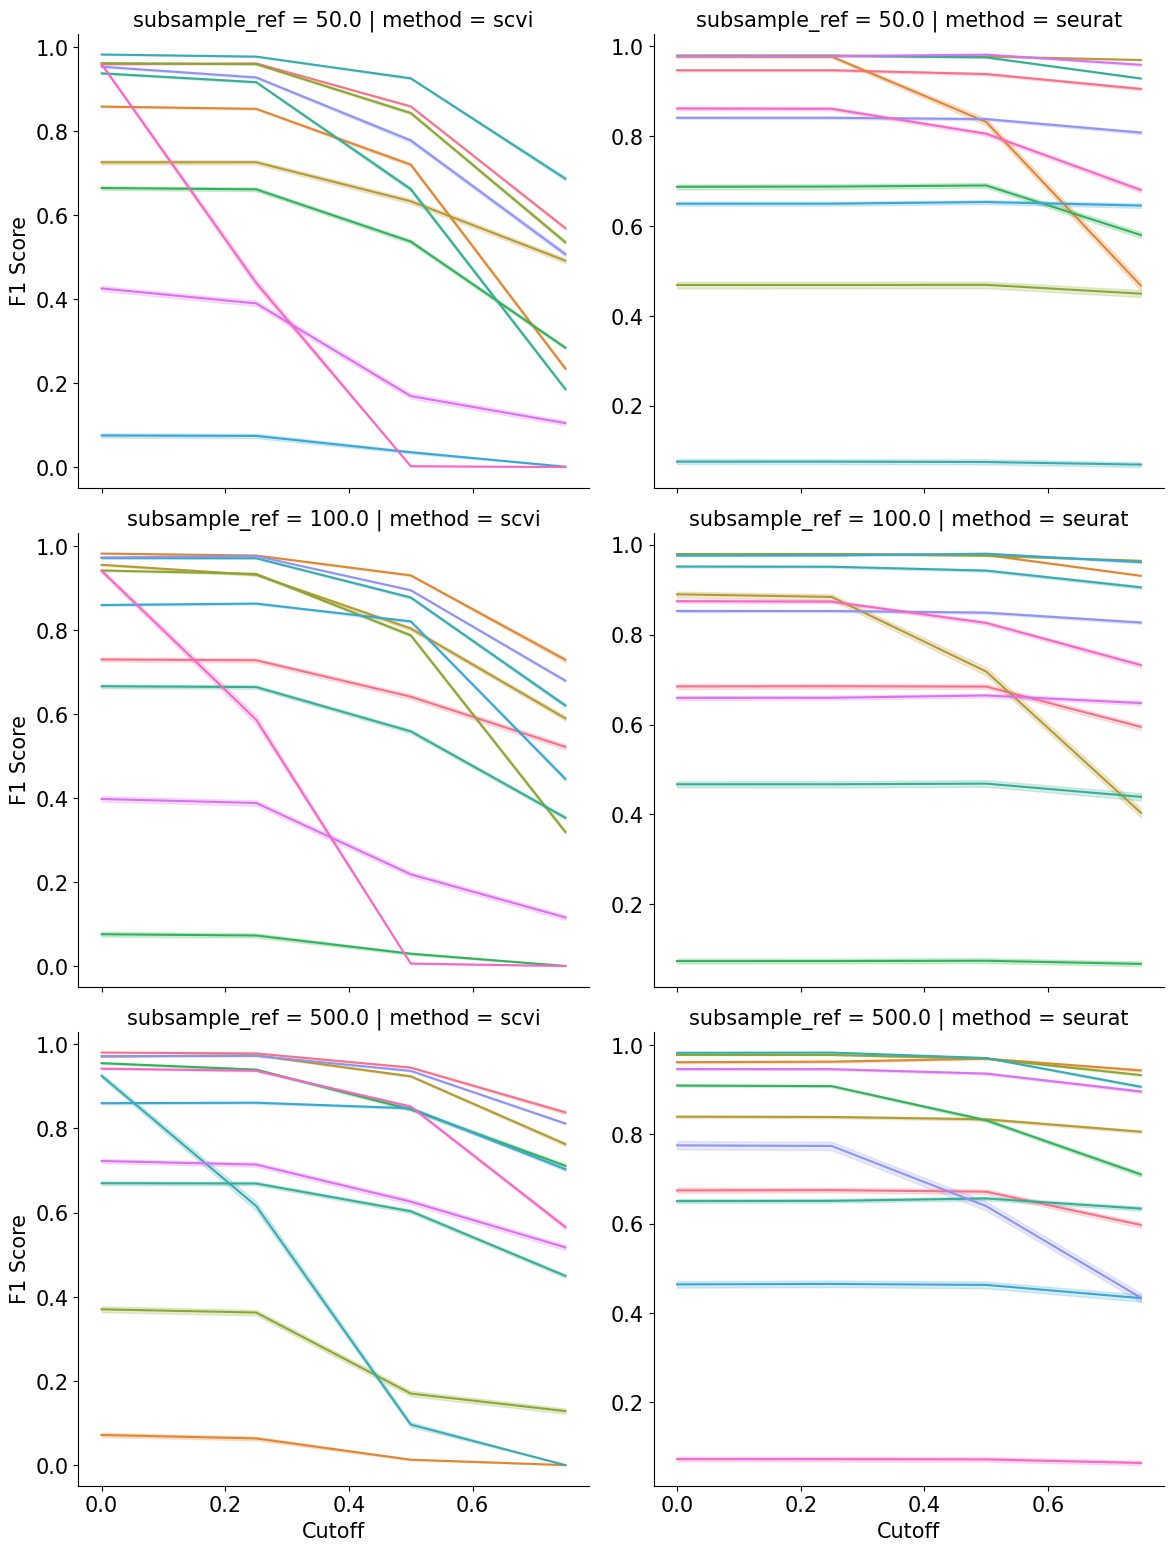 subsample_ref = 50.0 | method = scvi
subsample_ref = 50.0 | method = seurat
1.0
0.8
0.6
0.4
0.2
0.0
F1 Score
1.0
0.8
0.6
0.4
0.2
subsample_ref = 100.0 | method = scvi
subsample_ref = 100.0 | method = seurat
1.0
0.8
0.6
0.4
0.2
0.0
F1 Score
1.0
0.8
0.6
0.4
0.2
subsample_ref = 500.0 | method = scvi
subsample_ref = 500.0 | method = seurat
1.0
0.8
0.6
0.4
0.2
0.0
F1 Score
0.0 0.2 0.4 0.6
Cutoff
1.0
0.8
0.6
0.4
0.2
0.0 0.2 0.4 0.6
Cutoff